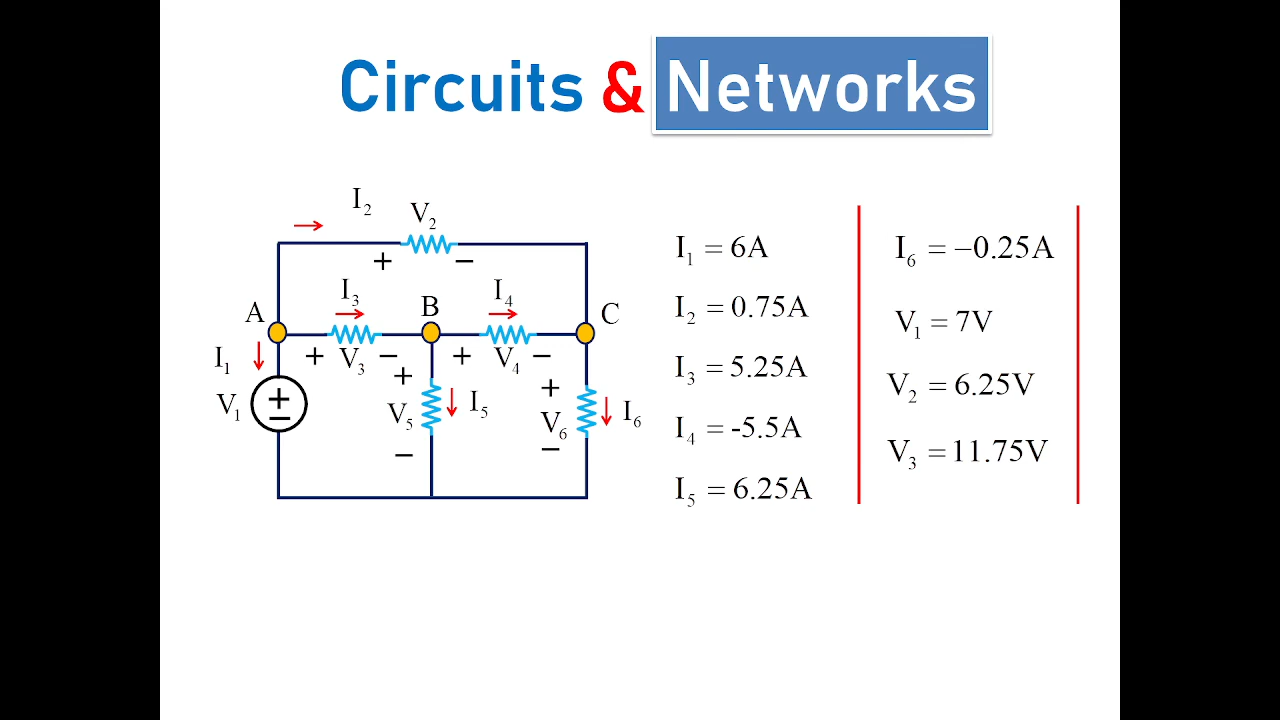 Circuits & Networks
I₂
V₂
+ −
I₃
I₄
A
B
C
+ V₃ −
+ V₄ −
I₁
V₁
+
−
+
V₅
−
I₅
+
V₆
−
I₆
I₁ = 6A
I₂ = 0.75A
I₃ = 5.25A
I₄ = -5.5A
I₅ = 6.25A
I₆ = −0.25A
V₁ = 7V
V₂ = 6.25V
V₃ = 11.75V